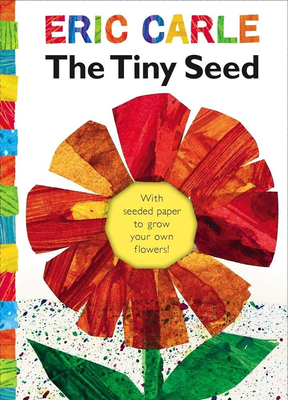 ERIC CARLE
The Tiny Seed
With
seeded paper
to grow
your own
flowers!